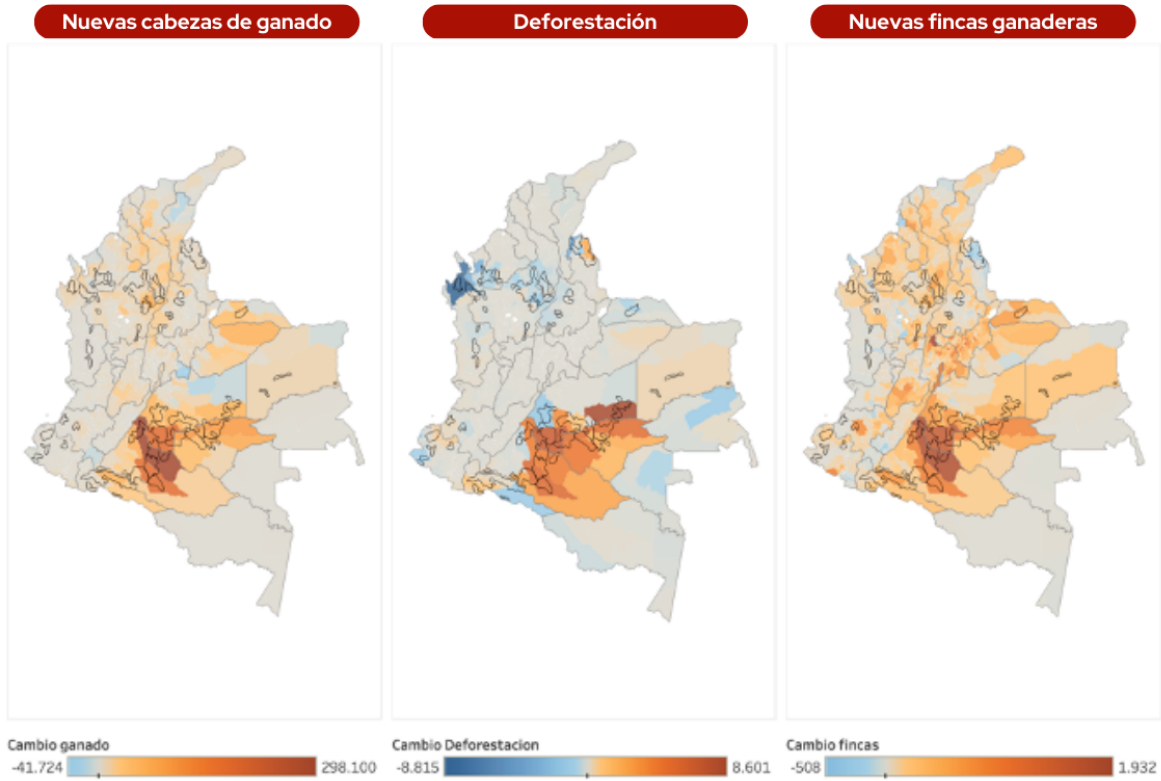 Nuevas cabezas de ganado
Deforestación
Nuevas fincas ganaderas
Cambio ganado
-41.724 298.100
Cambio Deforestacion
-8.815 8.601
Cambio fincas
-508 1.932